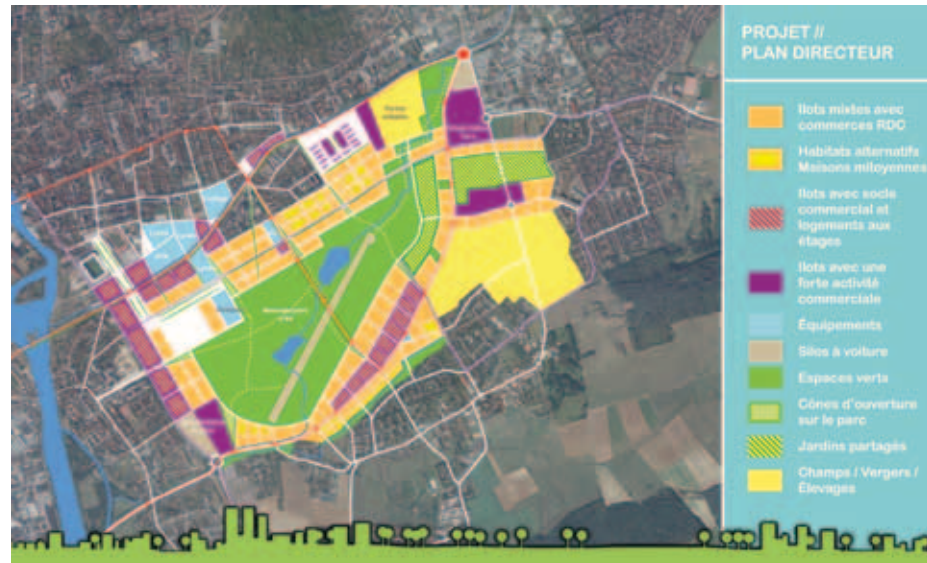 PROJET //
PLAN DIRECTEUR
Ilots mixtes avec
commerces RDC
Habitats alternatifs
Maisons mitoyennes
Ilots avec socle
commercial et
logements aux
étages
Ilots avec une
forte activité
commerciale
Équipements
Silos à voiture
Espaces verts
Cônes d'ouverture
sur le parc
Jardins partagés
Champs / Vergers /
Élevages